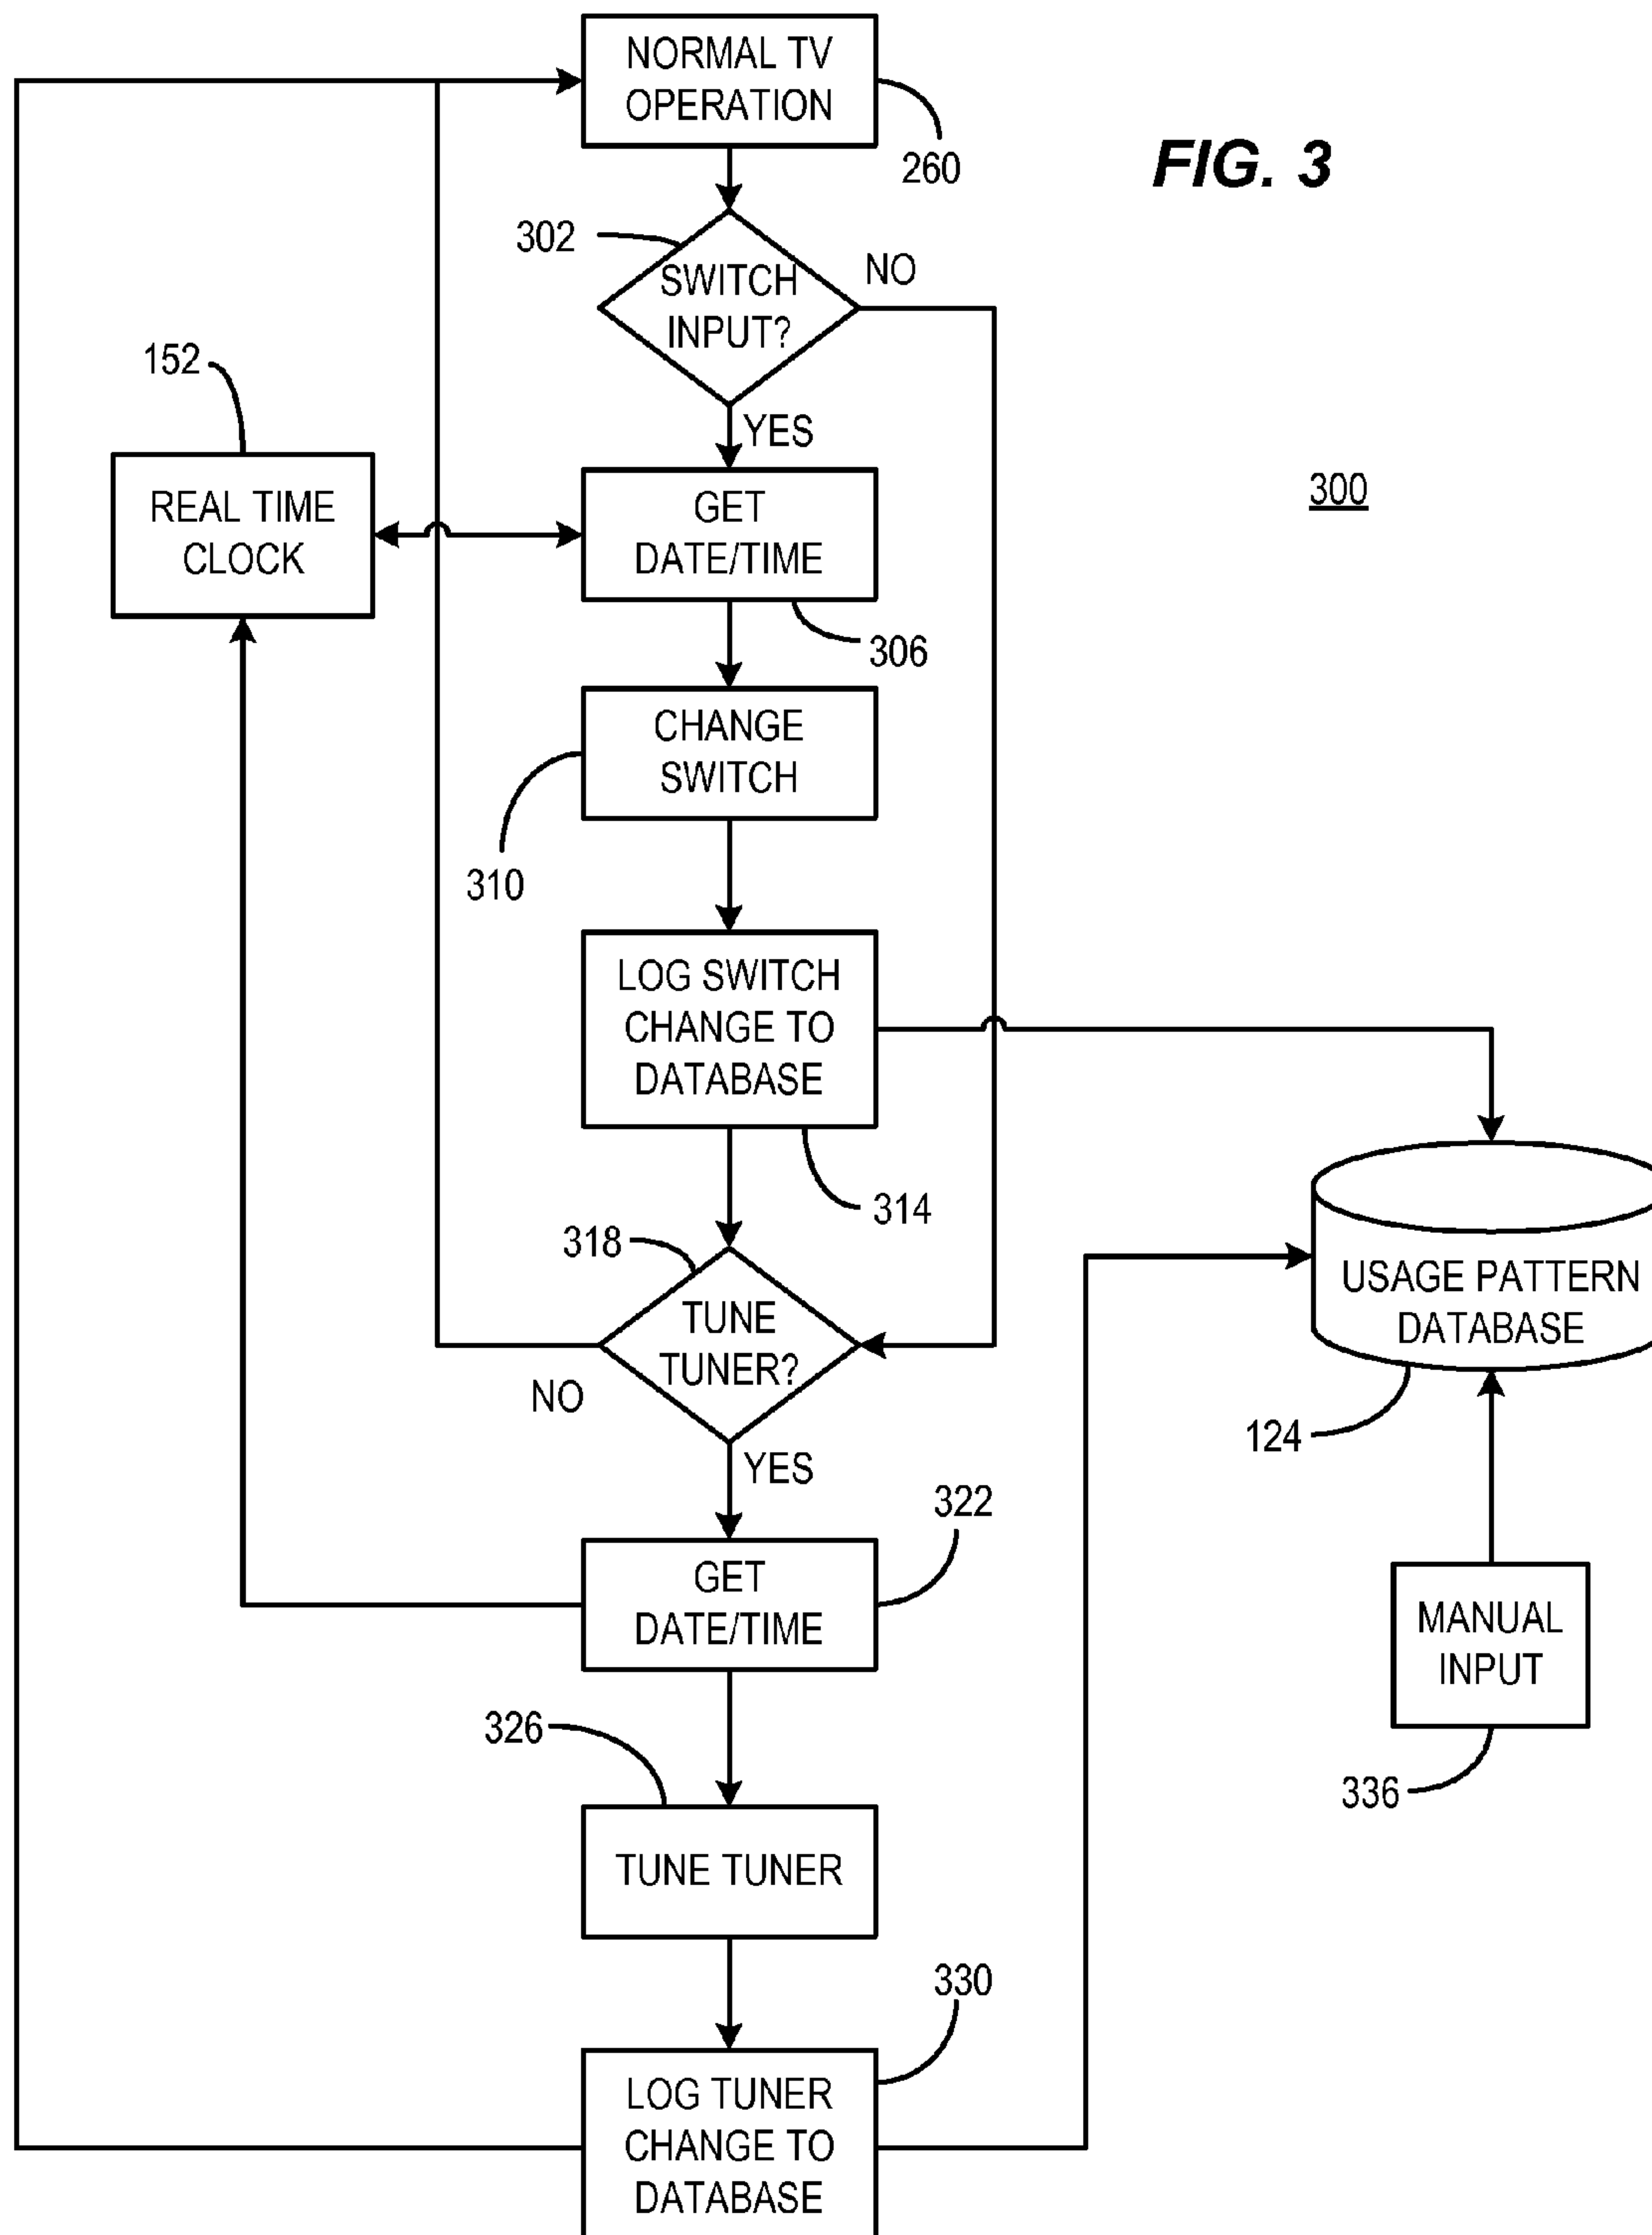 NORMAL TV
OPERATION
260
FIG. 3
302
SWITCH
INPUT?
NO
YES
152
REAL TIME
CLOCK
GET
DATE/TIME
300
306
CHANGE
SWITCH
310
LOG SWITCH
CHANGE TO
DATABASE
314
318
TUNE
TUNER?
NO
YES
USAGE PATTERN
DATABASE
124
322
GET
DATE/TIME
MANUAL
INPUT
336
326
TUNE TUNER
330
LOG TUNER
CHANGE TO
DATABASE